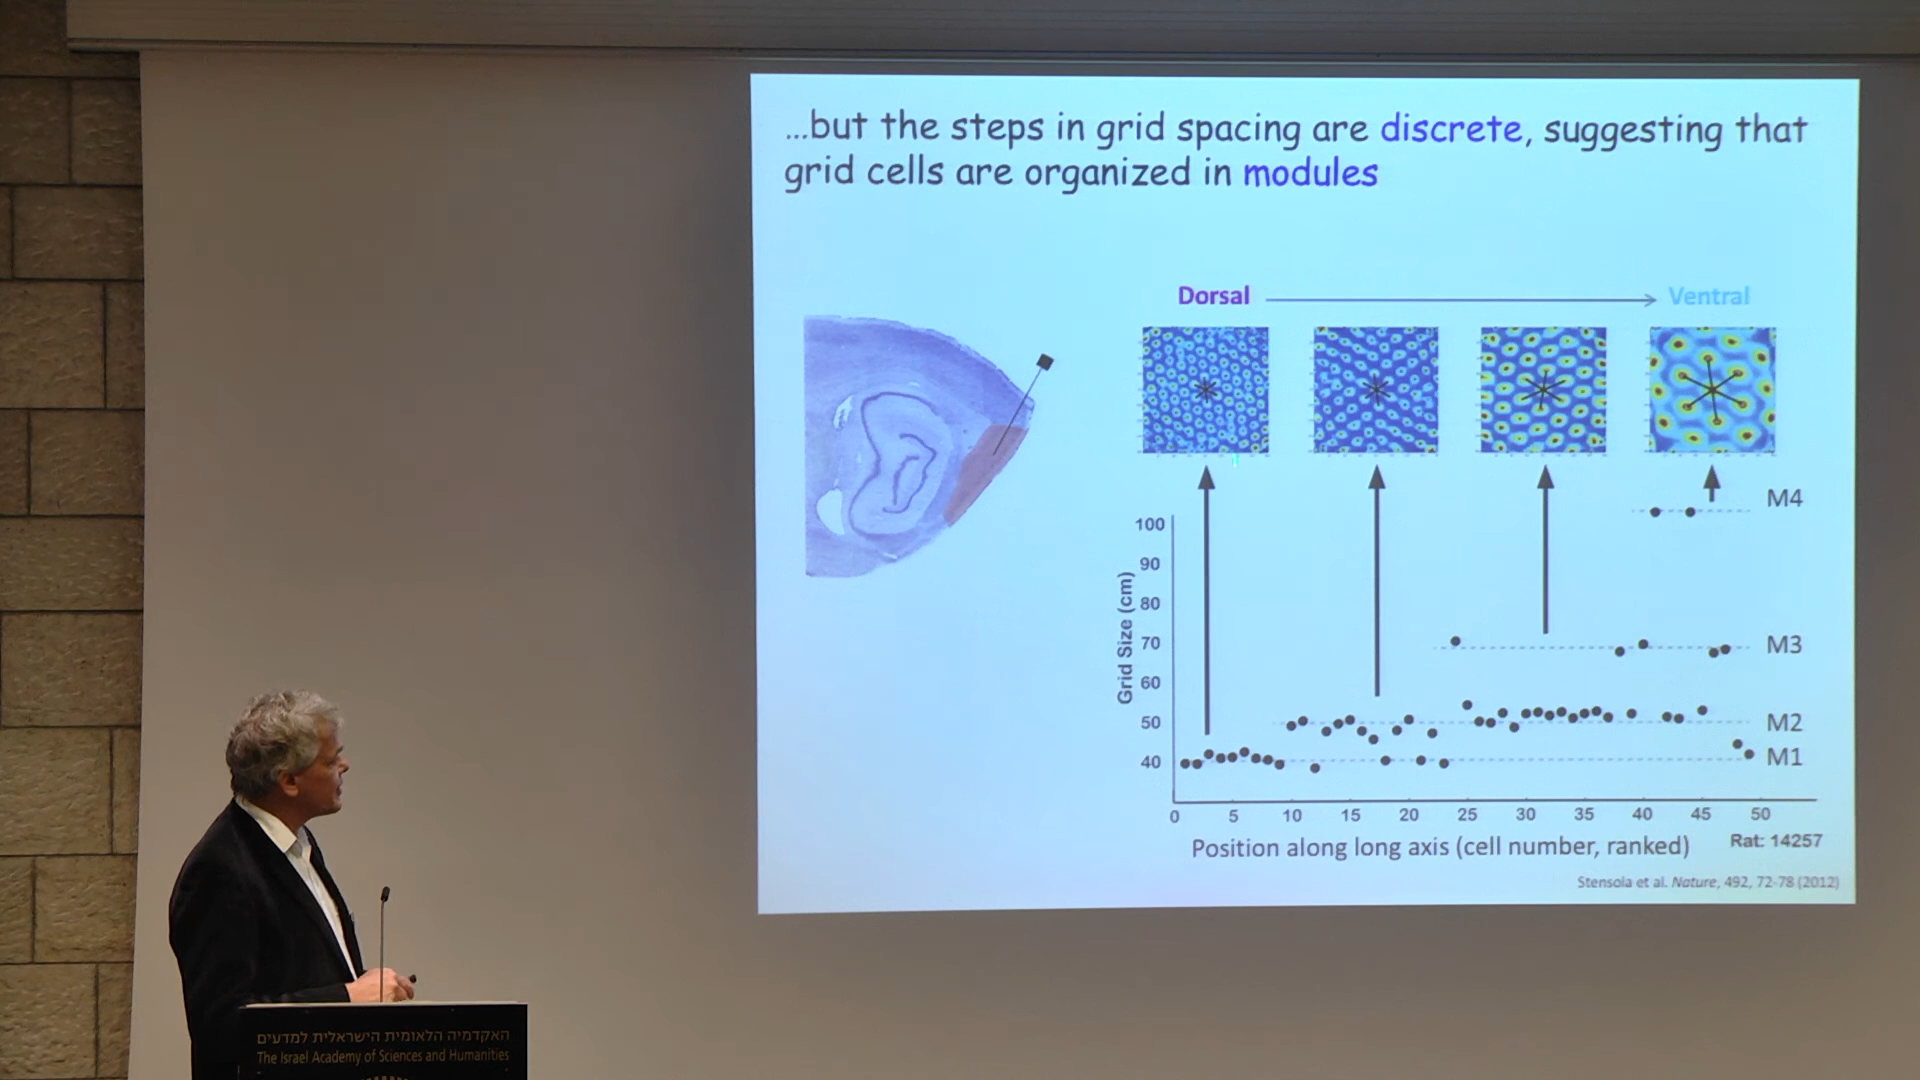 ...but the steps in grid spacing are discrete, suggesting that
grid cells are organized in modules
Dorsal
Ventral
M4
M3
M2
M1
Grid Size (cm)
100
90
80
70
60
50
40
0 5 10 15 20 25 30 35 40 45 50
Position along long axis (cell number, ranked)
Rat: 14257
Stensola et al. Nature, 492, 72-78 (2012)
האקדמיה הלאומית הישראלית למדעים
The Israel Academy of Sciences and Humanities